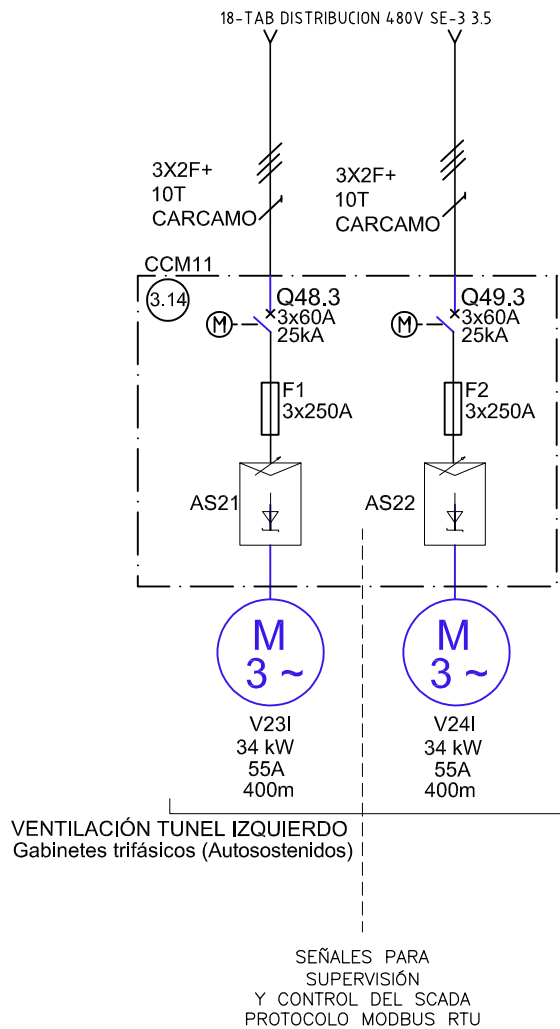 18-TAB DISTRIBUCION 480V SE-3 3.5
3X2F+
10T
CARCAMO
3X2F+
10T
CARCAMO
CCM11
3.14
M
Q48.3
3x60A
25kA
M
Q49.3
3x60A
25kA
F1
3x250A
F2
3x250A
AS21
AS22
M
3 ~
M
3 ~
V23I
34 kW
55A
400m
V24I
34 kW
55A
400m
VENTILACIÓN TUNEL IZQUIERDO
Gabinetes trifásicos (Autosostenidos)
SEÑALES PARA
SUPERVISIÓN
Y CONTROL DEL SCADA
PROTOCOLO MODBUS RTU